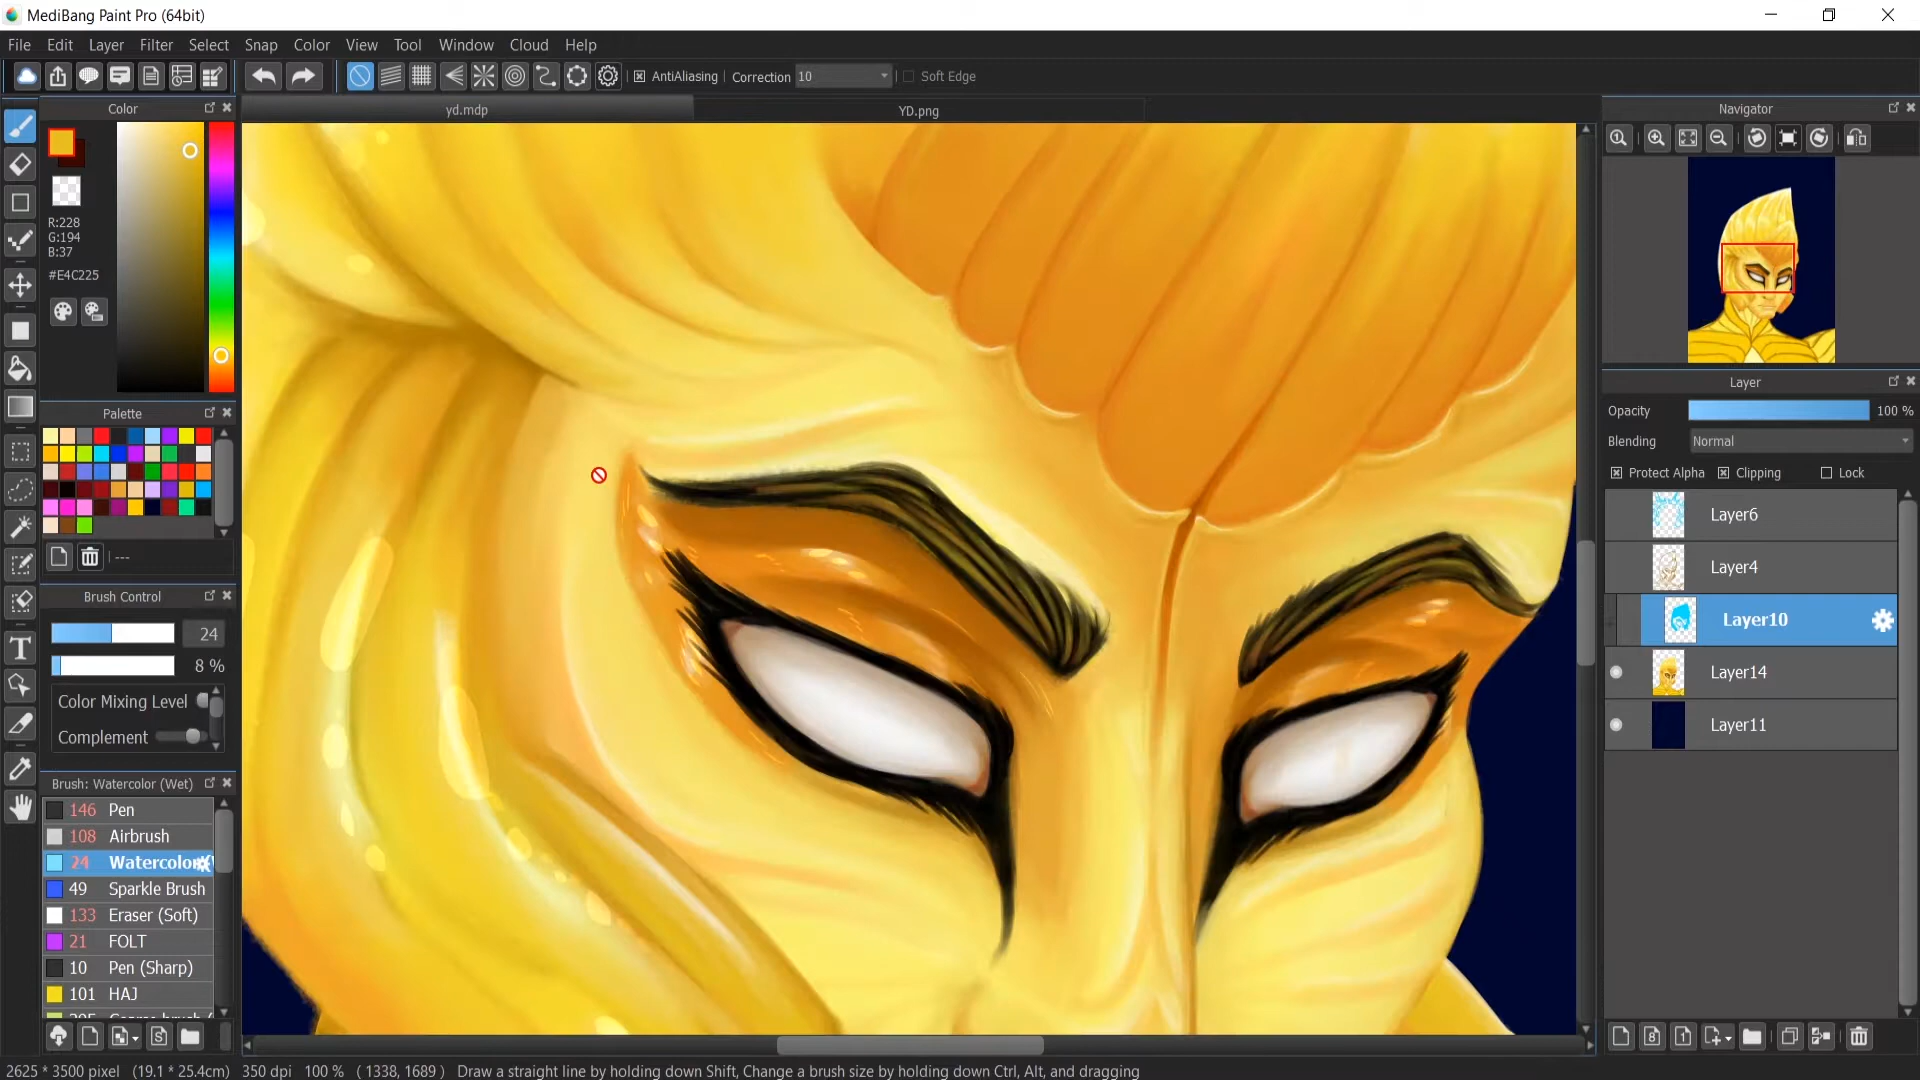 MediBang Paint Pro (64bit)
File Edit Layer Filter Select Snap Color View Tool Window Cloud Help
AntiAliasing Correction 10 Soft Edge
Color
yd.mdp
YD.png
Navigator
R:228
G:194
B:37
#E4C225
Palette
---
Brush Control
24
8 %
Color Mixing Level
Complement
Brush: Watercolor (Wet)
146 Pen
108 Airbrush
24 Watercolor
49 Sparkle Brush
133 Eraser (Soft)
21 FOLT
10 Pen (Sharp)
101 HAJ
Layer
Opacity 100 %
Blending Normal
Protect Alpha Clipping Lock
Layer6
Layer4
Layer10
Layer14
Layer11
2625 * 3500 pixel (19.1 * 25.4cm) 350 dpi 100 % ( 1338, 1689 ) Draw a straight line by holding down Shift, Change a brush size by holding down Ctrl, Alt, and dragging